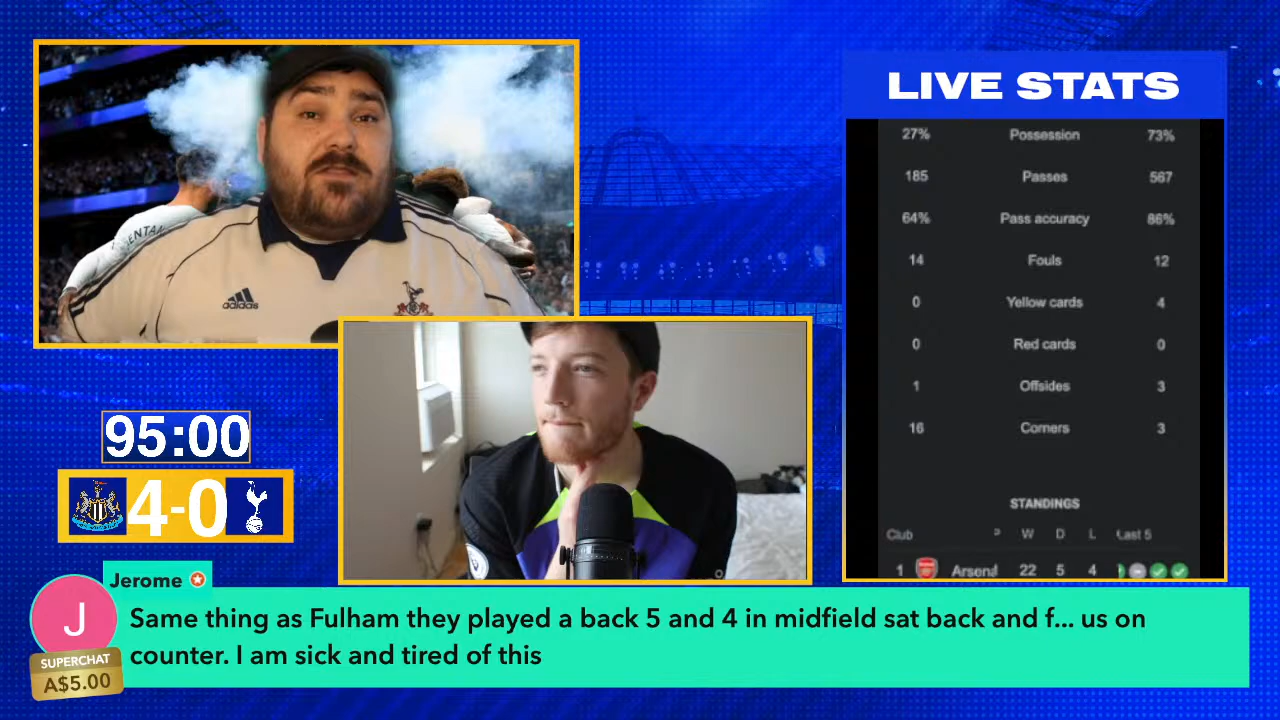 LIVE STATS
27% Possession 73%
185 Passes 567
64% Pass accuracy 86%
14 Fouls 12
0 Yellow cards 4
0 Red cards 0
1 Offsides 3
16 Corners 3
STANDINGS
Club P W D L Last 5
1 Arsenal 22 5 4
BENTAN
adidas
95:00
4-0
Jerome
J
SUPERCHAT
A$5.00
Same thing as Fulham they played a back 5 and 4 in midfield sat back and f... us on
counter. I am sick and tired of this